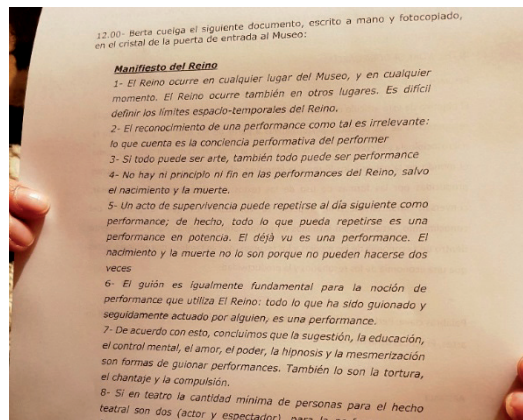 12.00- Berta cuelga el siguiente documento, escrito a mano y fotocopiado,
en el cristal de la puerta de entrada al Museo:
Manifiesto del Reino
1- El Reino ocurre en cualquier lugar del Museo, y en cualquier
momento. El Reino ocurre también en otros lugares. Es difícil
definir los límites espacio-temporales del Reino.
2- El reconocimiento de una performance como tal es irrelevante:
lo que cuenta es la conciencia performativa del performer
3- Si todo puede ser arte, también todo puede ser performance
4- No hay ni principio ni fin en las performances del Reino, salvo
el nacimiento y la muerte.
5- Un acto de supervivencia puede repetirse al día siguiente como
performance; de hecho, todo lo que pueda repetirse es una
performance en potencia. El déjà vu es una performance. El
nacimiento y la muerte no lo son porque no pueden hacerse dos
veces
6- El guión es igualmente fundamental para la noción de
performance que utiliza El Reino: todo lo que ha sido guionado y
seguidamente actuado por alguien, es una performance.
7- De acuerdo con esto, concluimos que la sugestión, la educación,
el control mental, el amor, el poder, la hipnosis y la mesmerización
son formas de guionar performances. También lo son la tortura,
el chantaje y la compulsión.
8- Si en teatro la cantidad mínima de personas para el hecho
teatral son dos (actor y espectador), para la